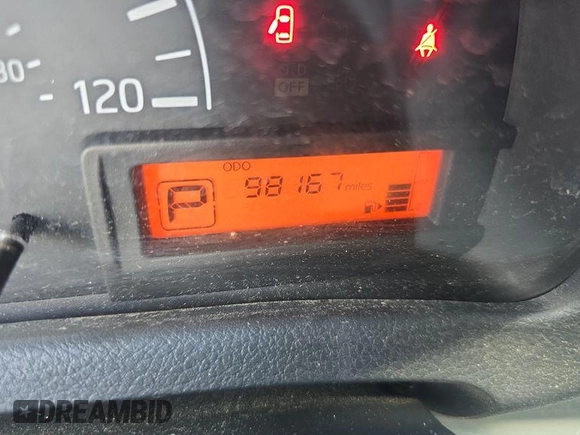 80
120
O/D
OFF
ODO
P
98167 miles
DREAMBID